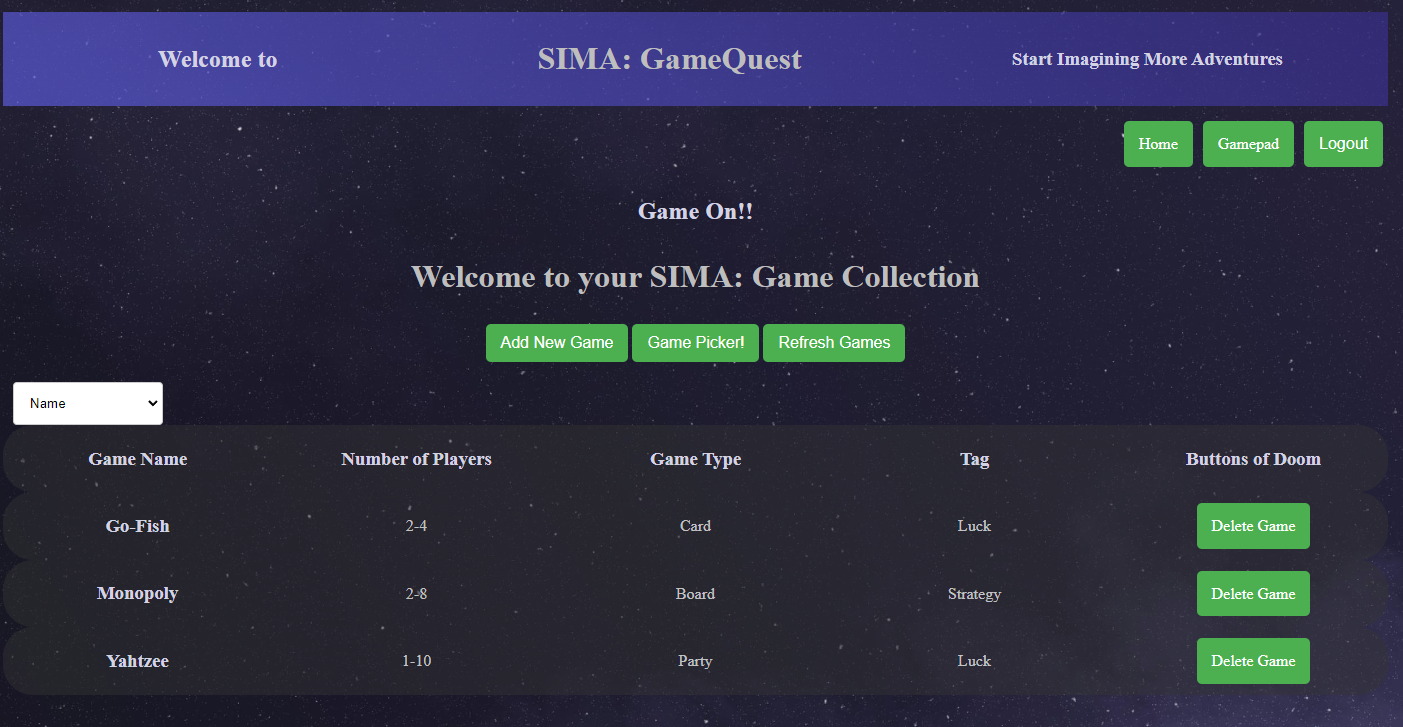 Welcome to SIMA: GameQuest Start Imagining More Adventures
Home Gamepad Logout
Game On!!
Welcome to your SIMA: Game Collection
Add New Game Game Picker! Refresh Games
Name
Game Name Number of Players Game Type Tag Buttons of Doom
Go-Fish 2-4 Card Luck Delete Game
Monopoly 2-8 Board Strategy Delete Game
Yahtzee 1-10 Party Luck Delete Game